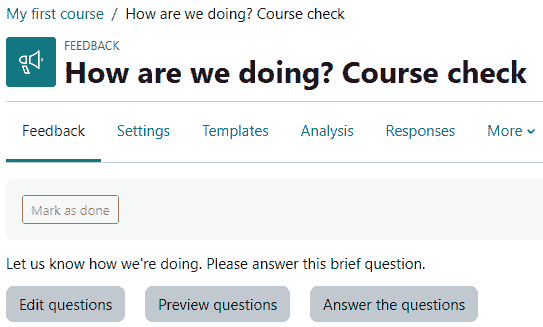 My first course / How are we doing? Course check
FEEDBACK
How are we doing? Course check
Feedback Settings Templates Analysis Responses More
Mark as done
Let us know how we're doing. Please answer this brief question.
Edit questions Preview questions Answer the questions